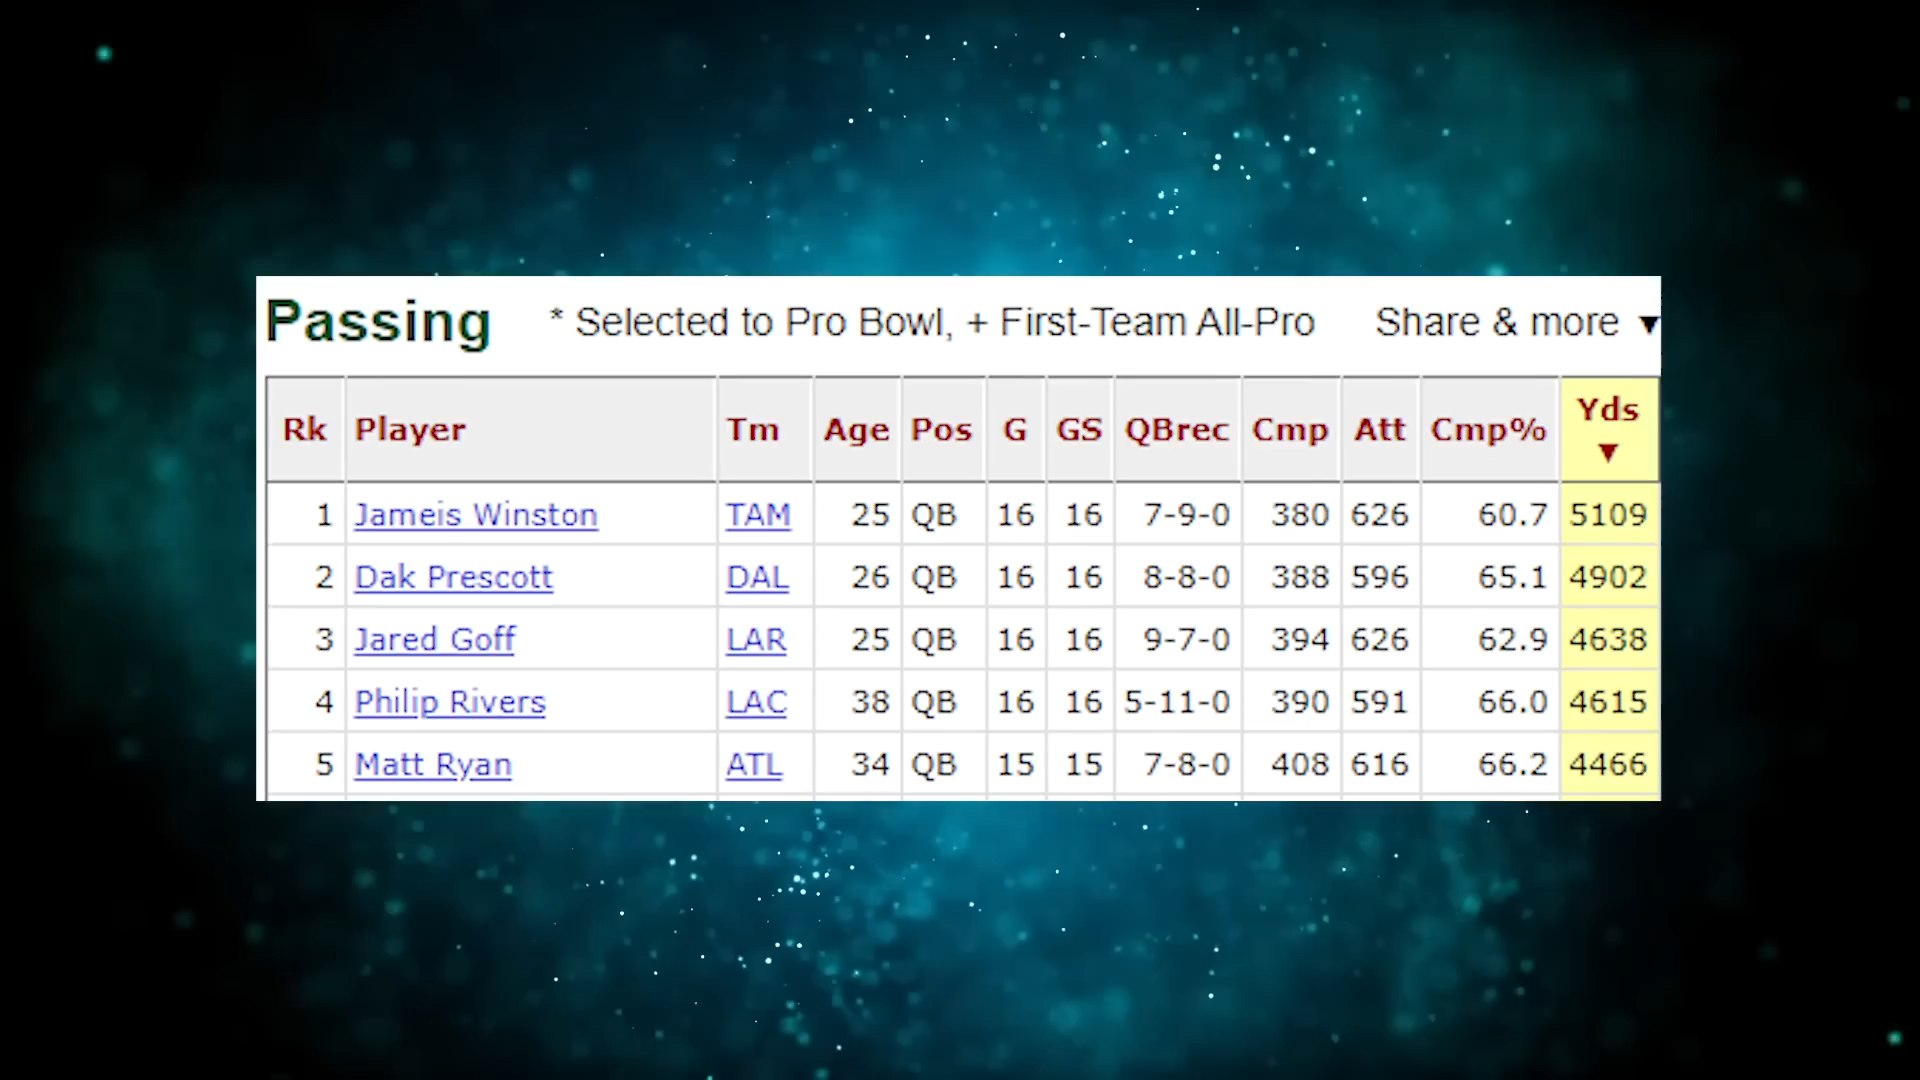 Passing * Selected to Pro Bowl, + First-Team All-Pro Share & more ▼
Rk Player Tm Age Pos G GS QBrec Cmp Att Cmp% Yds ▼
1 Jameis Winston TAM 25 QB 16 16 7-9-0 380 626 60.7 5109
2 Dak Prescott DAL 26 QB 16 16 8-8-0 388 596 65.1 4902
3 Jared Goff LAR 25 QB 16 16 9-7-0 394 626 62.9 4638
4 Philip Rivers LAC 38 QB 16 16 5-11-0 390 591 66.0 4615
5 Matt Ryan ATL 34 QB 15 15 7-8-0 408 616 66.2 4466